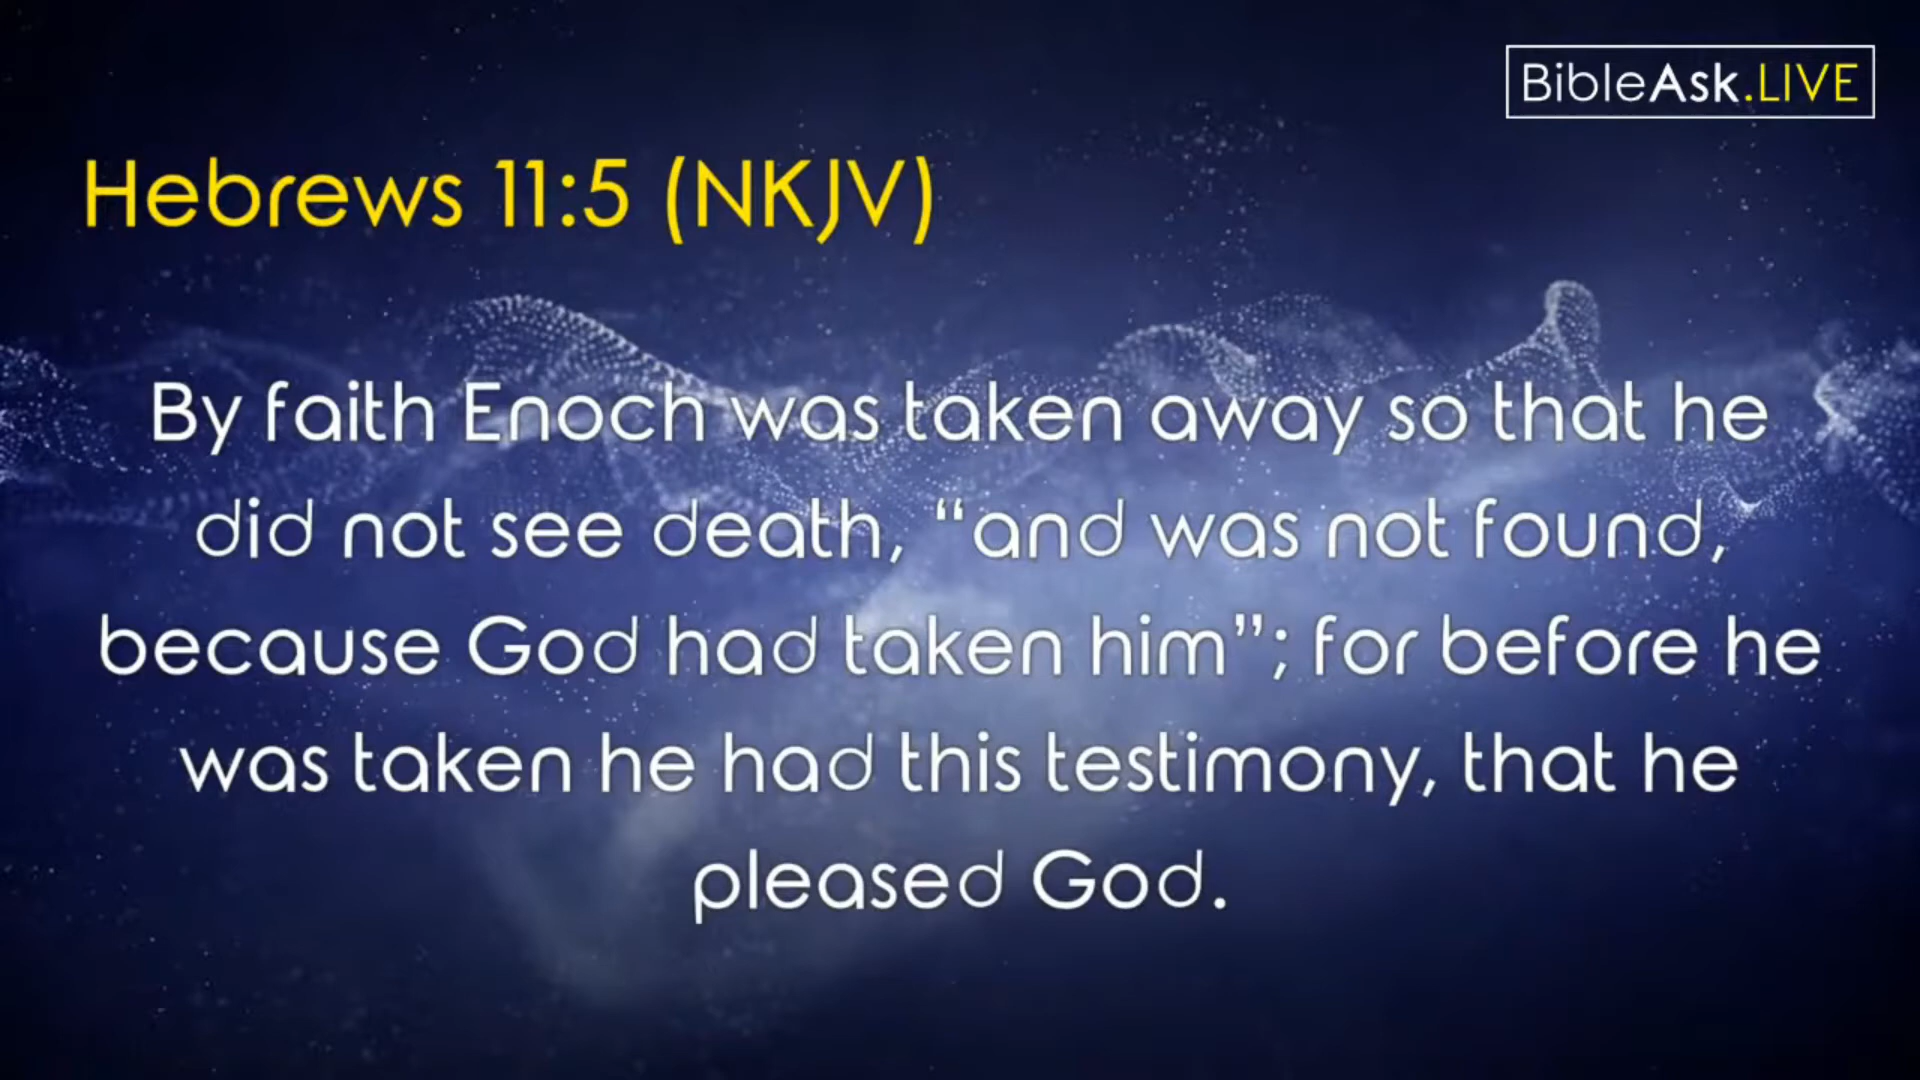 BibleAsk.LIVE
Hebrews 11:5 (NKJV)
By faith Enoch was taken away so that he
did not see death, “and was not found,
because God had taken him”; for before he
was taken he had this testimony, that he
pleased God.